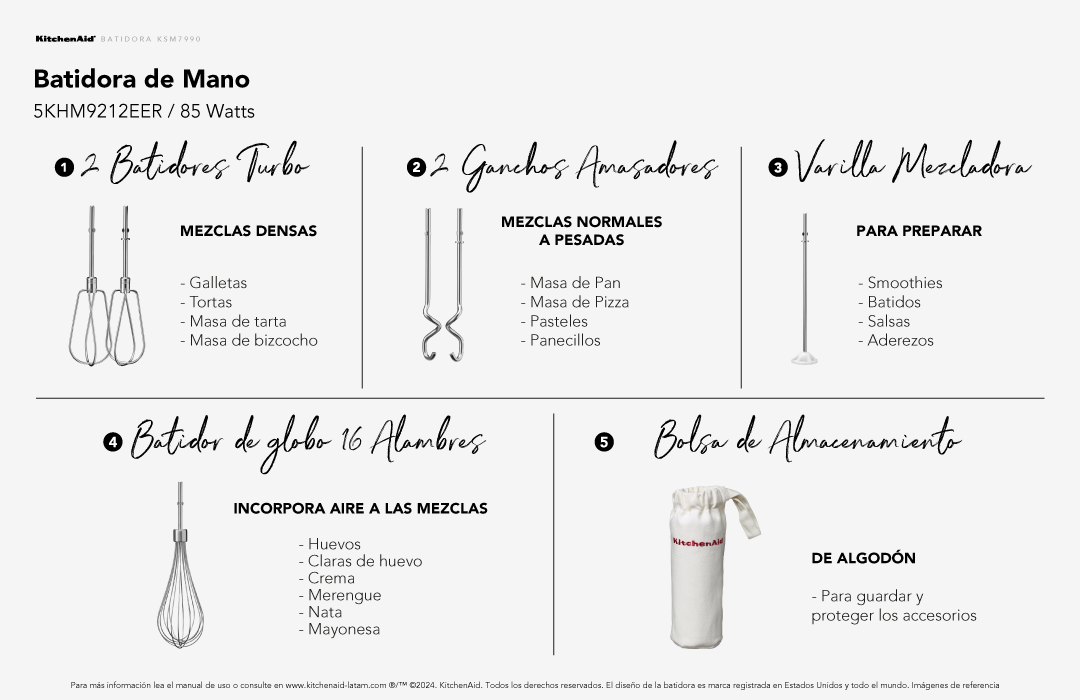 KitchenAid BATIDORA KSM7990
Batidora de Mano
5KHM9212EER / 85 Watts
1 2 Batidores Turbo
MEZCLAS DENSAS
- Galletas
- Tortas
- Masa de tarta
- Masa de bizcocho
2 2 Ganchos Amasadores
MEZCLAS NORMALES
A PESADAS
- Masa de Pan
- Masa de Pizza
- Pasteles
- Panecillos
3 Varilla Mezcladora
PARA PREPARAR
- Smoothies
- Batidos
- Salsas
- Aderezos
4 Batidor de globo 16 Alambres
INCORPORA AIRE A LAS MEZCLAS
- Huevos
- Claras de huevo
- Crema
- Merengue
- Nata
- Mayonesa
5 Bolsa de Almacenamiento
KitchenAid
DE ALGODÓN
- Para guardar y
proteger los accesorios
Para más información lea el manual de uso o consulte en www.kitchenaid-latam.com ®/™ ©2024. KitchenAid. Todos los derechos reservados. El diseño de la batidora es marca registrada en Estados Unidos y todo el mundo. Imágenes de referencia